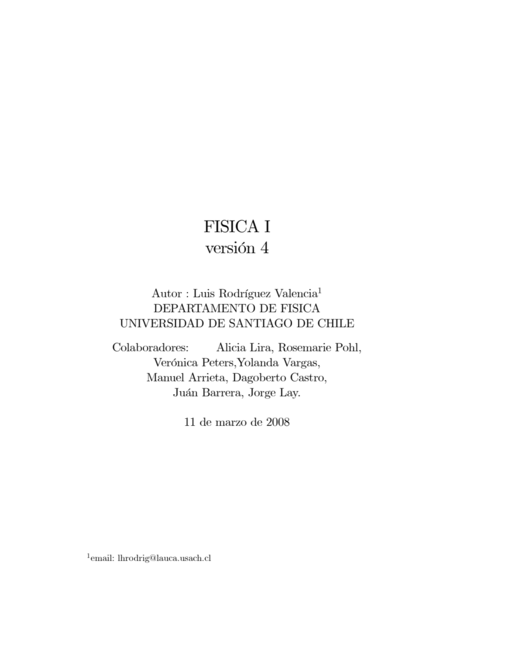 FISICA I
versión 4
Autor : Luis Rodríguez Valencia¹
DEPARTAMENTO DE FISICA
UNIVERSIDAD DE SANTIAGO DE CHILE
Colaboradores: Alicia Lira, Rosemarie Pohl,
Verónica Peters,Yolanda Vargas,
Manuel Arrieta, Dagoberto Castro,
Juán Barrera, Jorge Lay.
11 de marzo de 2008
¹email: lhrodrig@lauca.usach.cl